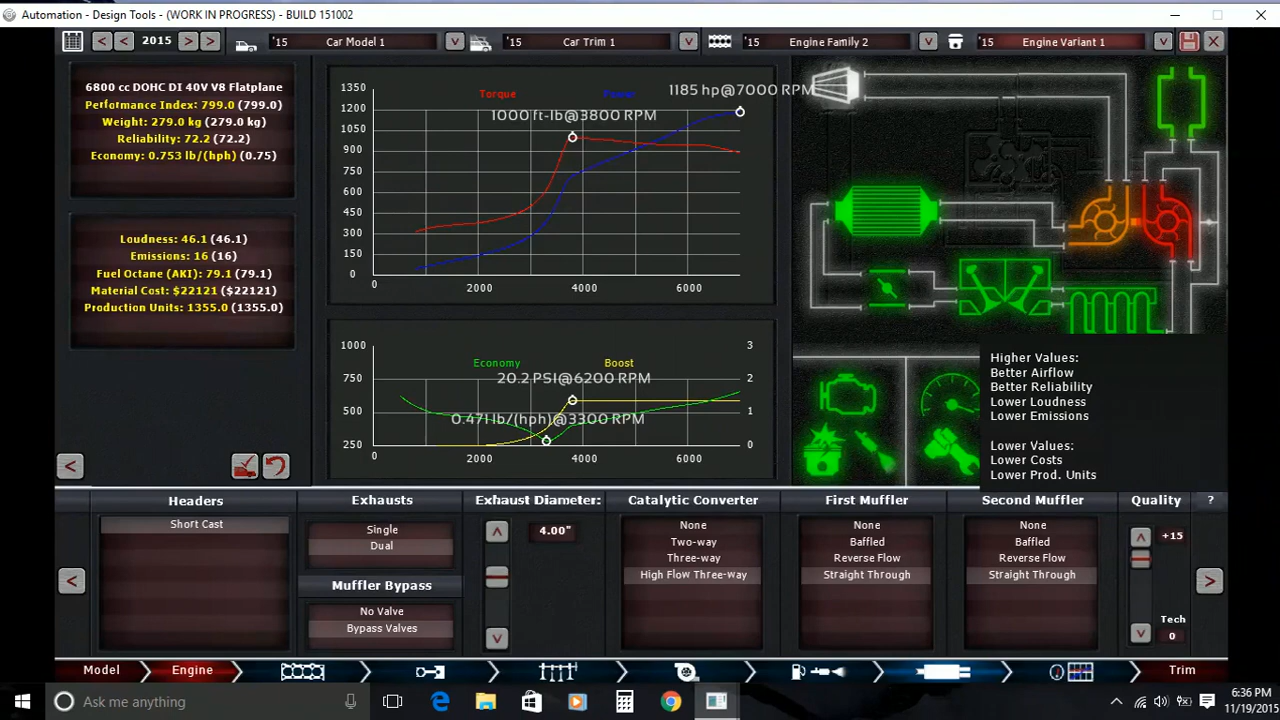 Automation - Design Tools - (WORK IN PROGRESS) - BUILD 151002
2015
'15 Car Model 1
'15 Car Trim 1
'15 Engine Family 2
'15 Engine Variant 1
6800 cc DOHC DI 40V V8 Flatplane
Performance Index: 799.0 (799.0)
Weight: 279.0 kg (279.0 kg)
Reliability: 72.2 (72.2)
Economy: 0.753 lb/(hph) (0.75)
Loudness: 46.1 (46.1)
Emissions: 16 (16)
Fuel Octane (AKI): 79.1 (79.1)
Material Cost: $22121 ($22121)
Production Units: 1355.0 (1355.0)
1350
1200
1050
900
750
600
450
300
150
0
Torque
Power
1185 hp@7000 RPM
1000 ft-lb@3800 RPM
0
2000
4000
6000
1000
750
500
250
Economy
Boost
3
2
1
0
20.2 PSI@6200 RPM
0.471 lb/(hph)@3300 RPM
0
2000
4000
6000
Higher Values:
Better Airflow
Better Reliability
Lower Loudness
Lower Emissions
Lower Values:
Lower Costs
Lower Prod. Units
Headers
Short Cast
Exhausts
Single
Dual
Muffler Bypass
No Valve
Bypass Valves
Exhaust Diameter:
4.00"
Catalytic Converter
None
Two-way
Three-way
High Flow Three-way
First Muffler
None
Baffled
Reverse Flow
Straight Through
Second Muffler
None
Baffled
Reverse Flow
Straight Through
Quality
?
+15
Tech
0
Model
Engine
Trim
Ask me anything
6:36 PM
11/19/2015